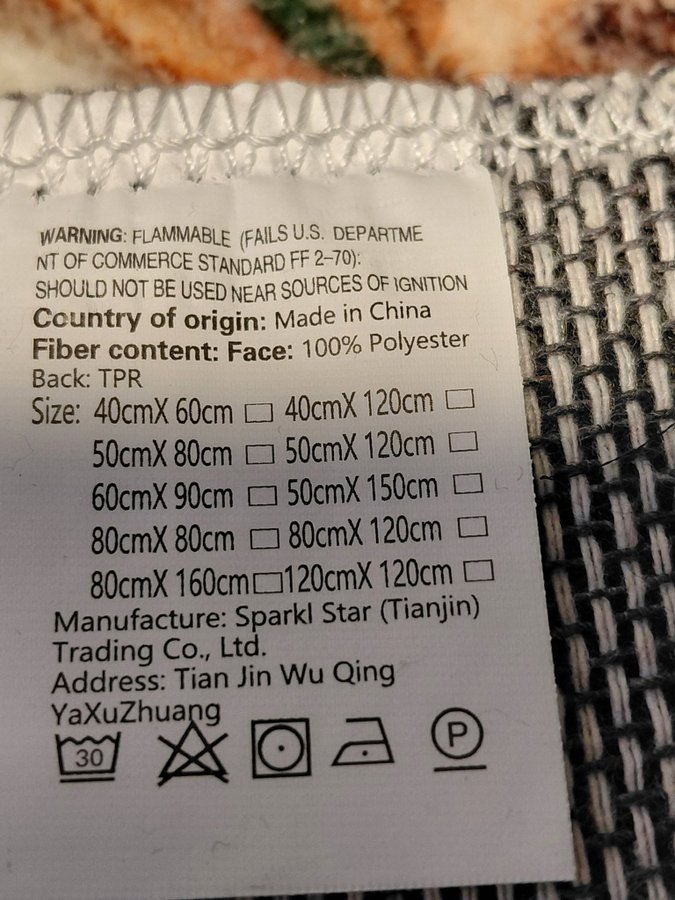 WARNING: FLAMMABLE (FAILS U.S. DEPARTME
NT OF COMMERCE STANDARD FF 2-70):
SHOULD NOT BE USED NEAR SOURCES OF IGNITION
Country of origin: Made in China
Fiber content: Face: 100% Polyester
Back: TPR
Size: 40cmX 60cm □ 40cmX 120cm □
50cmX 80cm □ 50cmX 120cm □
60cmX 90cm □ 50cmX 150cm □
80cmX 80cm □ 80cmX 120cm □
80cmX 160cm □ 120cmX 120cm □
Manufacture: Sparkl Star (Tianjin)
Trading Co., Ltd.
Address: Tian Jin Wu Qing
YaXuZhuang
30 P